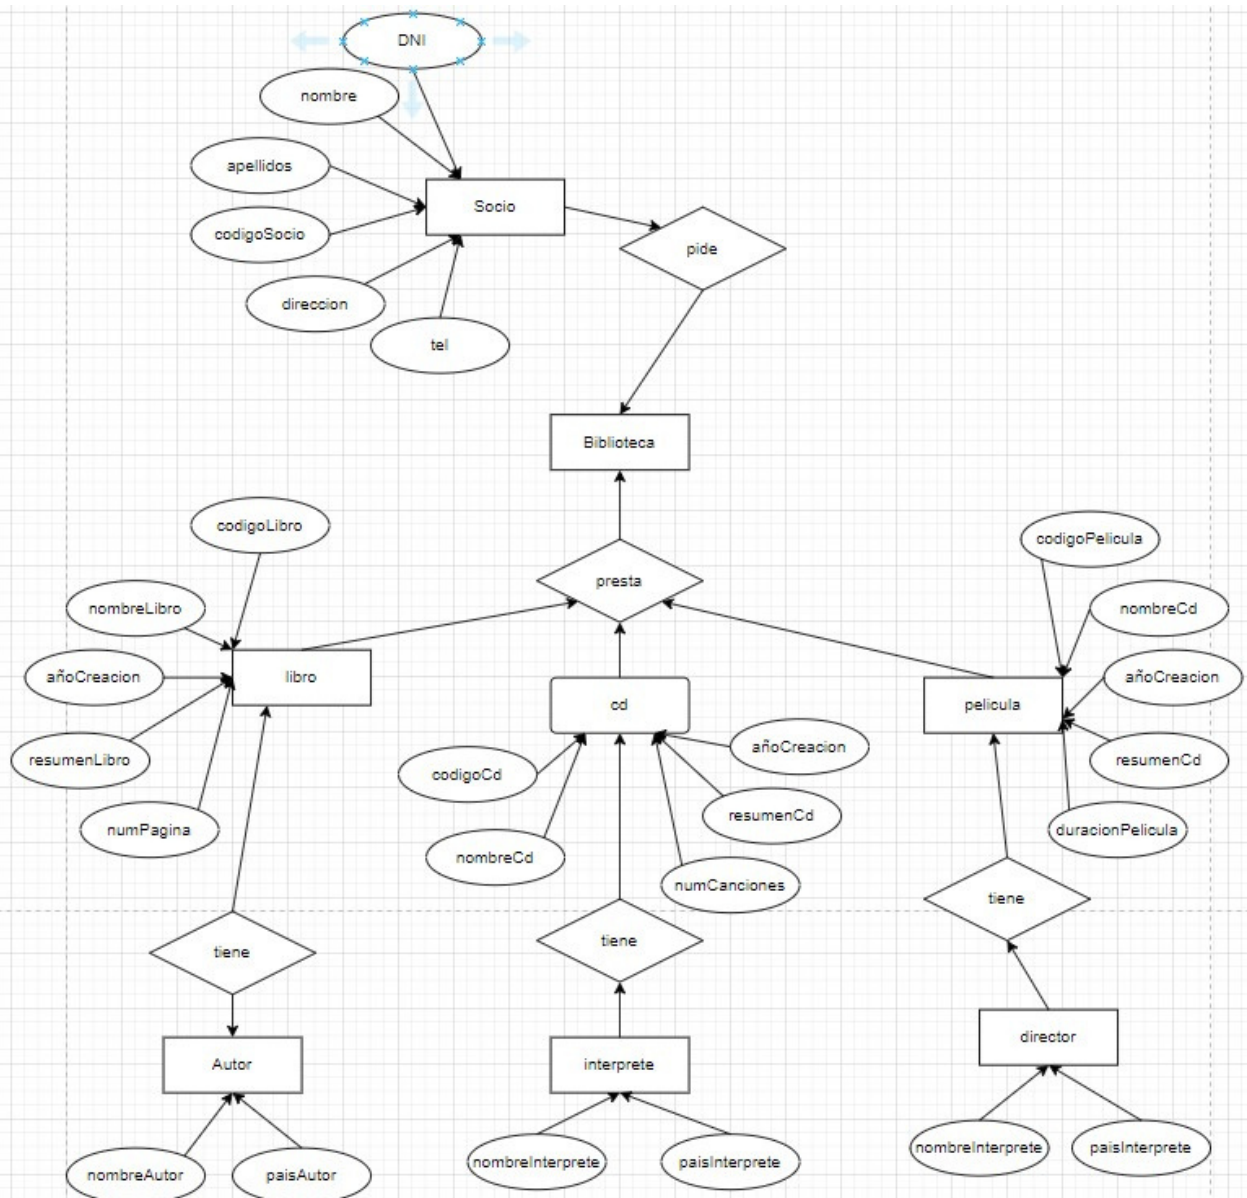 DNI
nombre
apellidos
Socio
codigoSocio
pide
direccion
tel
Biblioteca
codigoLibro
codigoPelicula
presta
nombreLibro
nombreCd
añoCreacion
libro
añoCreacion
cd
pelicula
resumenLibro
codigoCd
añoCreacion
resumenCd
numPagina
resumenCd
duracionPelicula
nombreCd
numCanciones
tiene
tiene
tiene
Autor
interprete
director
nombreAutor
paisAutor
nombreInterprete
paisInterprete
nombreInterprete
paisInterprete